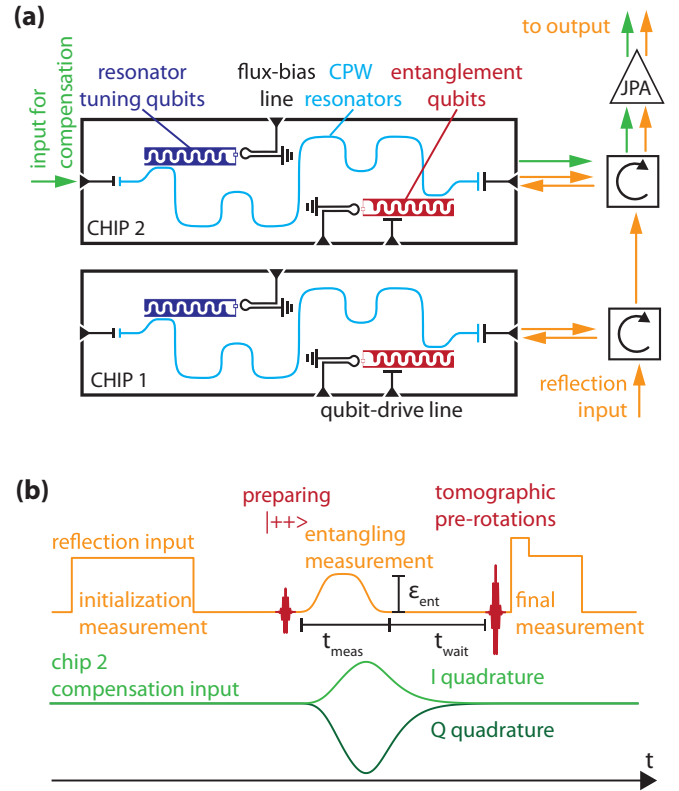 (a)
to output
resonator
tuning qubits
flux-bias
line
CPW
resonators
entanglement
qubits
JPA
input for
compensation
CHIP 2
CHIP 1
qubit-drive line
reflection
input
(b)
preparing
|++>
tomographic
pre-rotations
reflection input
entangling
measurement
initialization
measurement
ε_ent
final
measurement
t_meas
t_wait
chip 2
compensation input
I quadrature
Q quadrature
t